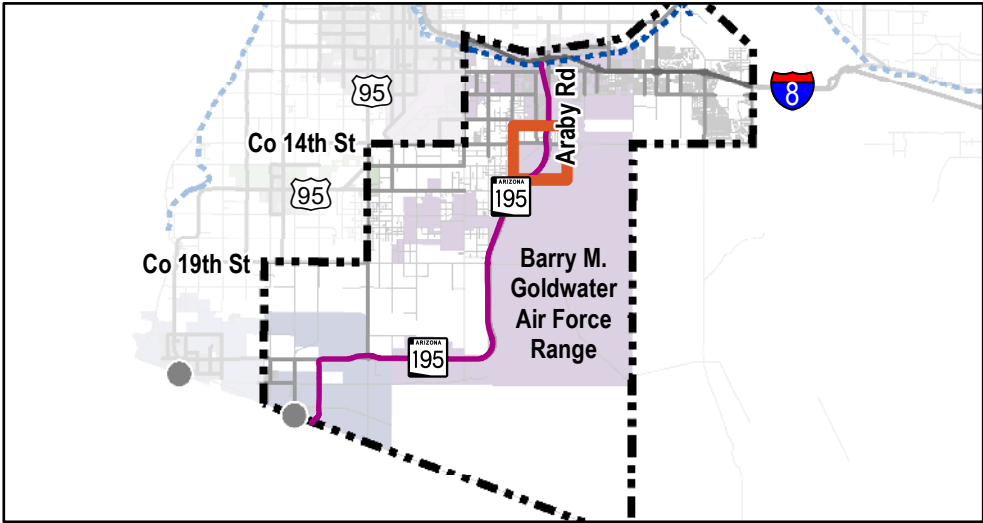 95
8
Araby Rd
Co 14th St
95
ARIZONA
195
Co 19th St
Barry M.
Goldwater
Air Force
Range
ARIZONA
195